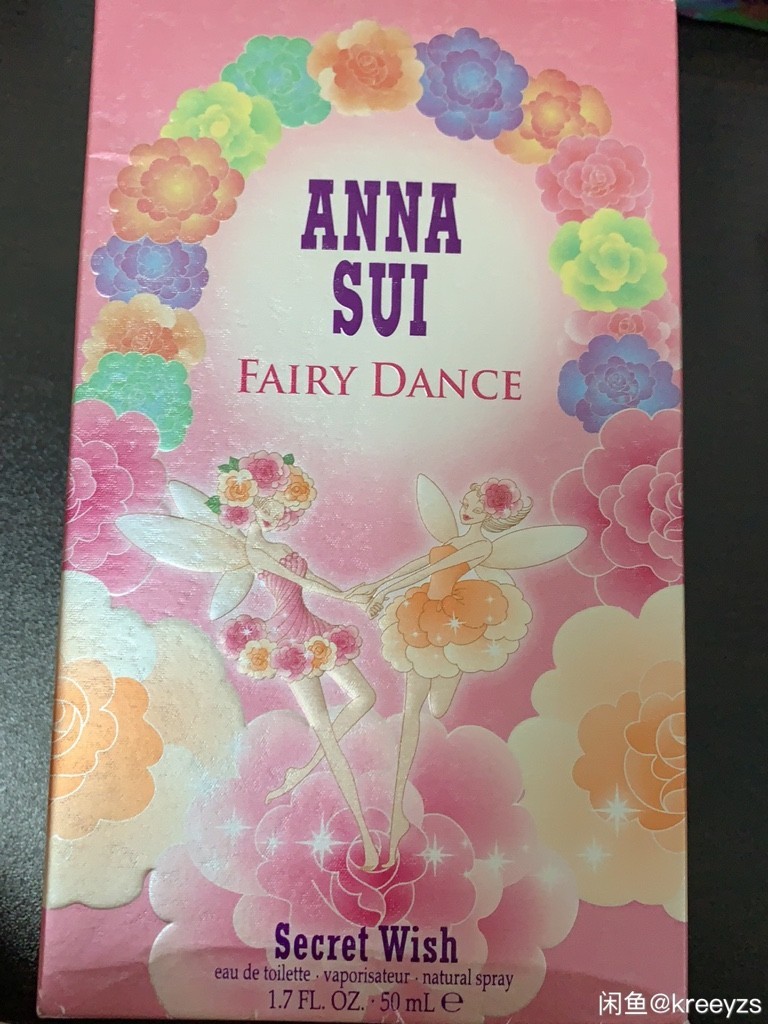 ANNA
SUI
FAIRY DANCE
Secret Wish
eau de toilette · vaporisateur · natural spray
1.7 FL. OZ. · 50 mL ℮
闲鱼@kreeyzs